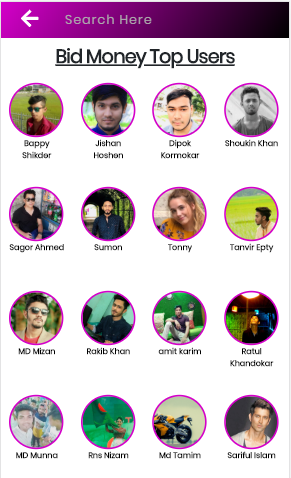 Search Here
Bid Money Top Users
Bappy Shikder
Jishan Hoshen
Dipok Kormokar
Shoukin Khan
Sagor Ahmed
Sumon
Tonny
Tanvir Epty
MD Mizan
Rakib Khan
amit karim
Ratul Khandokar
MD Munna
Rns Nizam
Md Tamim
Sariful Islam